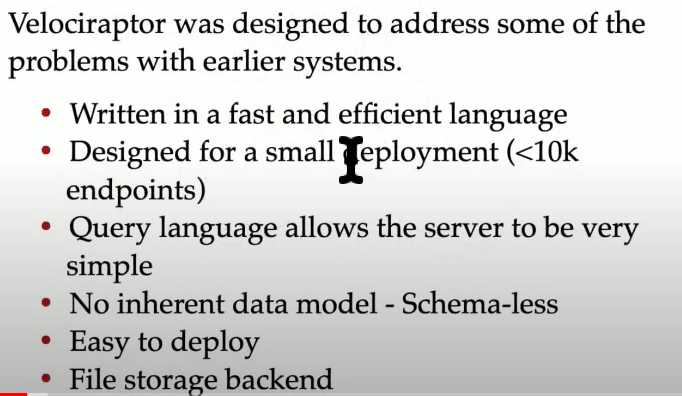 Velociraptor was designed to address some of the
problems with earlier systems.
• Written in a fast and efficient language
• Designed for a small deployment (<10k
endpoints)
• Query language allows the server to be very
simple
• No inherent data model - Schema-less
• Easy to deploy
• File storage backend